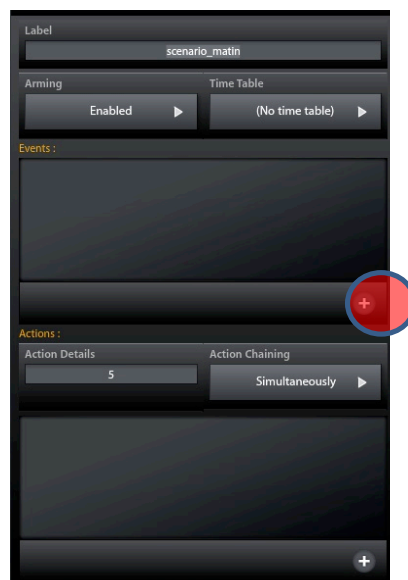 Label
scenario_matin
Arming
Time Table
Enabled
(No time table)
Events :
Actions :
Action Details
Action Chaining
5
Simultaneously